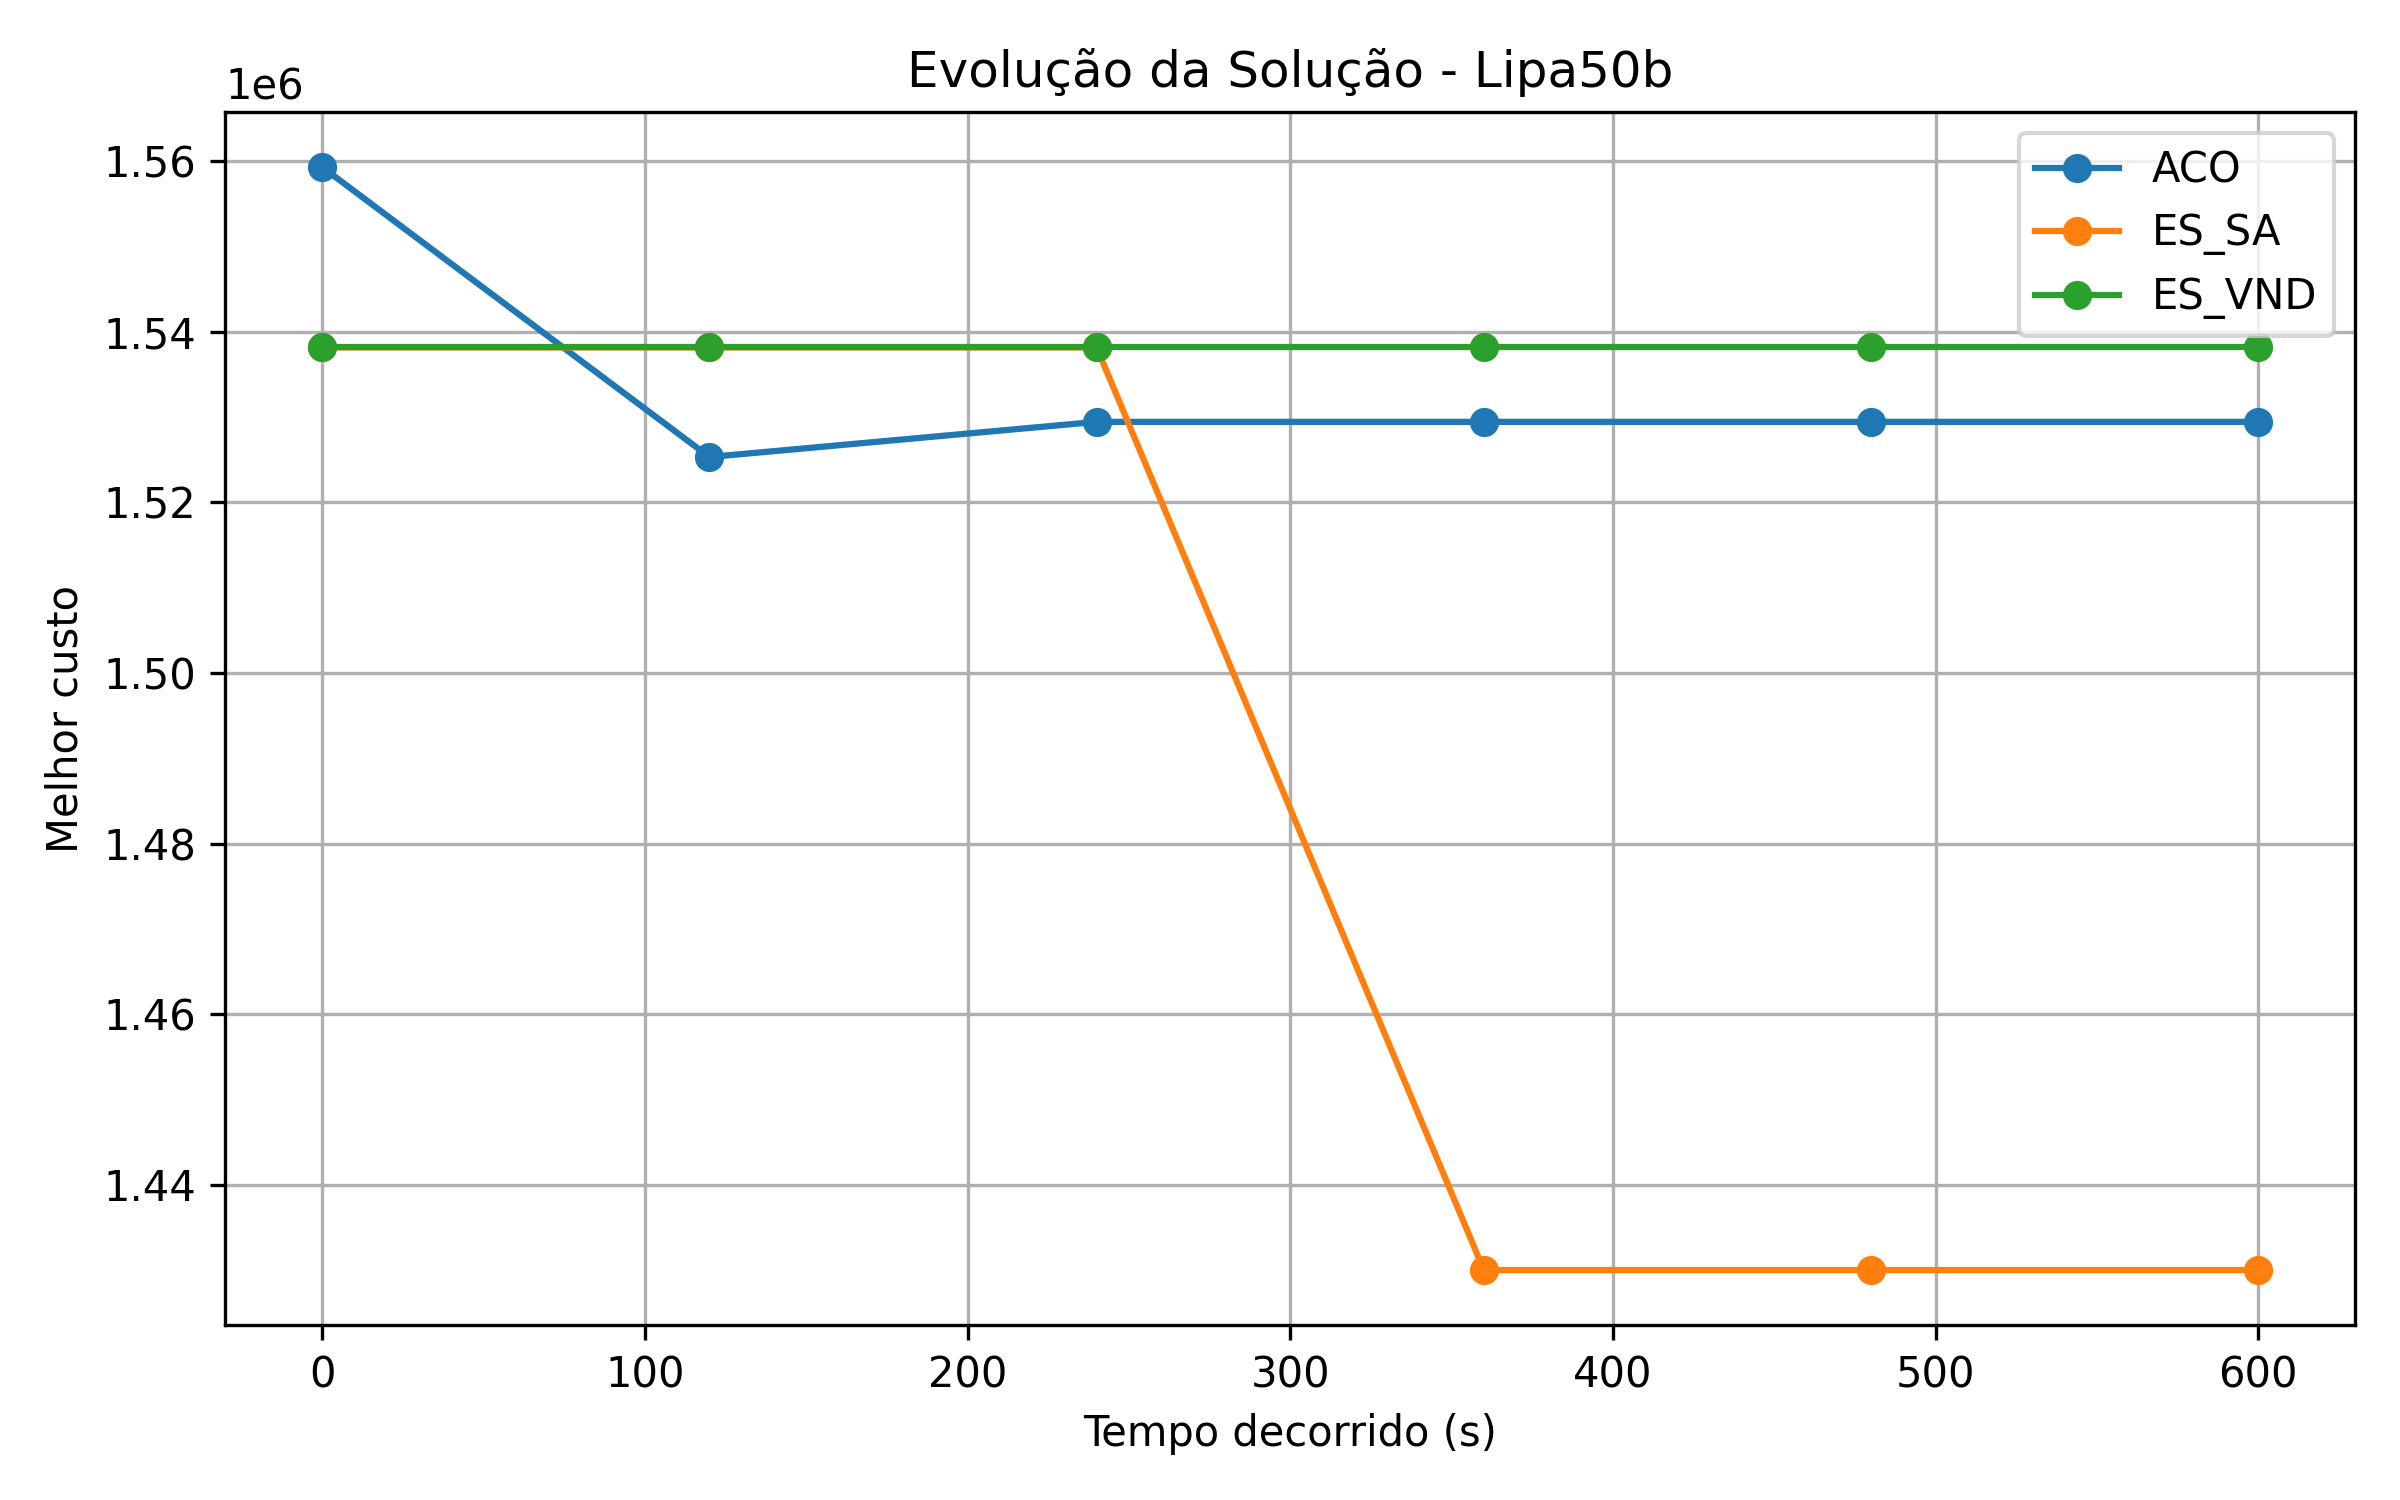 Evolução da Solução - Lipa50b
1e6
1.56
1.54
1.52
1.50
1.48
1.46
1.44
Melhor custo
ACO
ES_SA
ES_VND
0 100 200 300 400 500 600
Tempo decorrido (s)